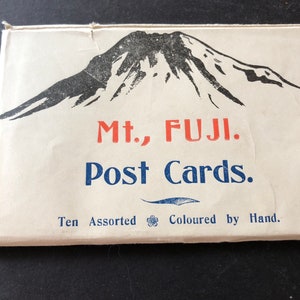 Mt., FUJI.
Post Cards.
Ten Assorted ❀ Coloured by Hand.